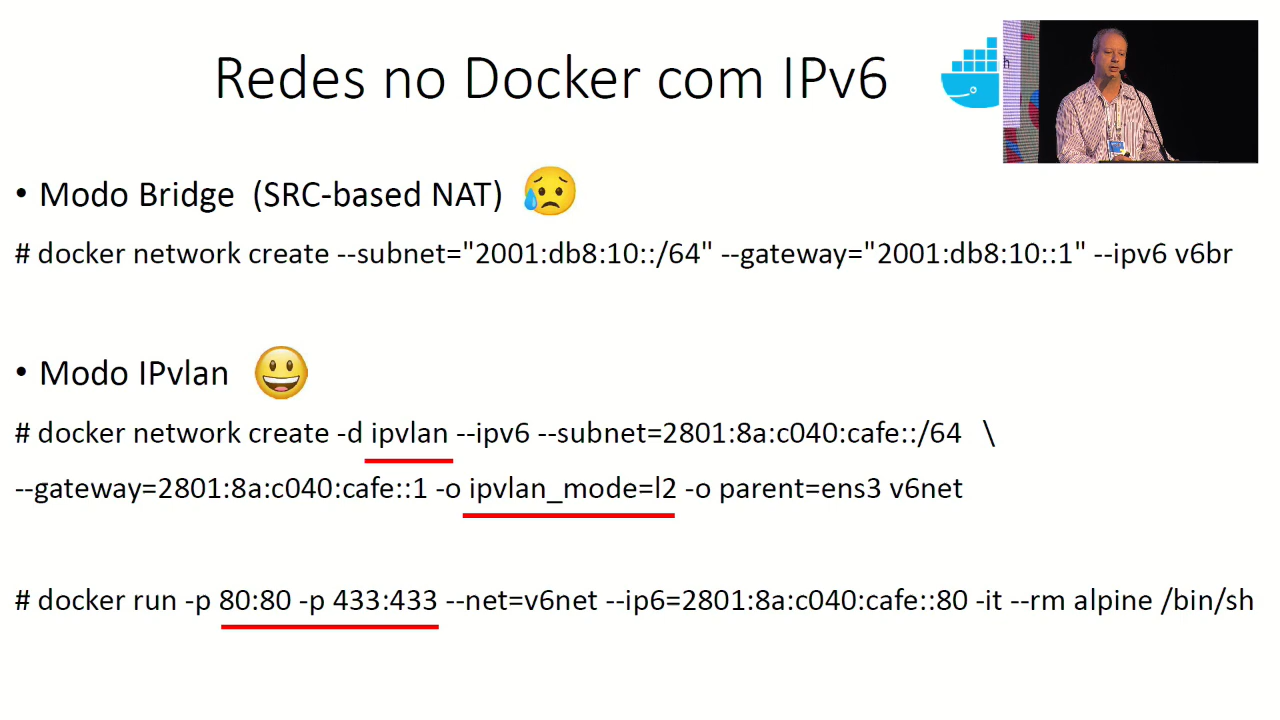 Redes no Docker com IPv6
• Modo Bridge (SRC-based NAT)
# docker network create --subnet="2001:db8:10::/64" --gateway="2001:db8:10::1" --ipv6 v6br
• Modo IPvlan
# docker network create -d ipvlan --ipv6 --subnet=2801:8a:c040:cafe::/64 \
--gateway=2801:8a:c040:cafe::1 -o ipvlan_mode=l2 -o parent=ens3 v6net
# docker run -p 80:80 -p 433:433 --net=v6net --ip6=2801:8a:c040:cafe::80 -it --rm alpine /bin/sh